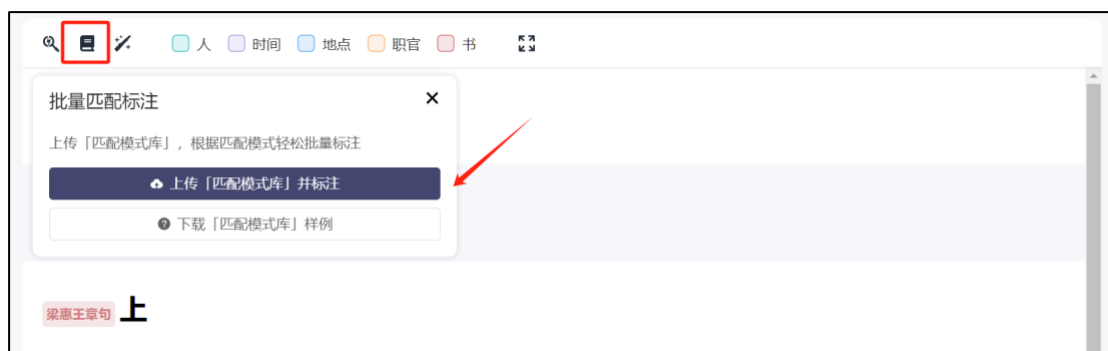 人 时间 地点 职官 书
批量匹配标注
上传「匹配模式库」，根据匹配模式轻松批量标注
上传「匹配模式库」并标注
下载「匹配模式库」样例
梁惠王章句 上